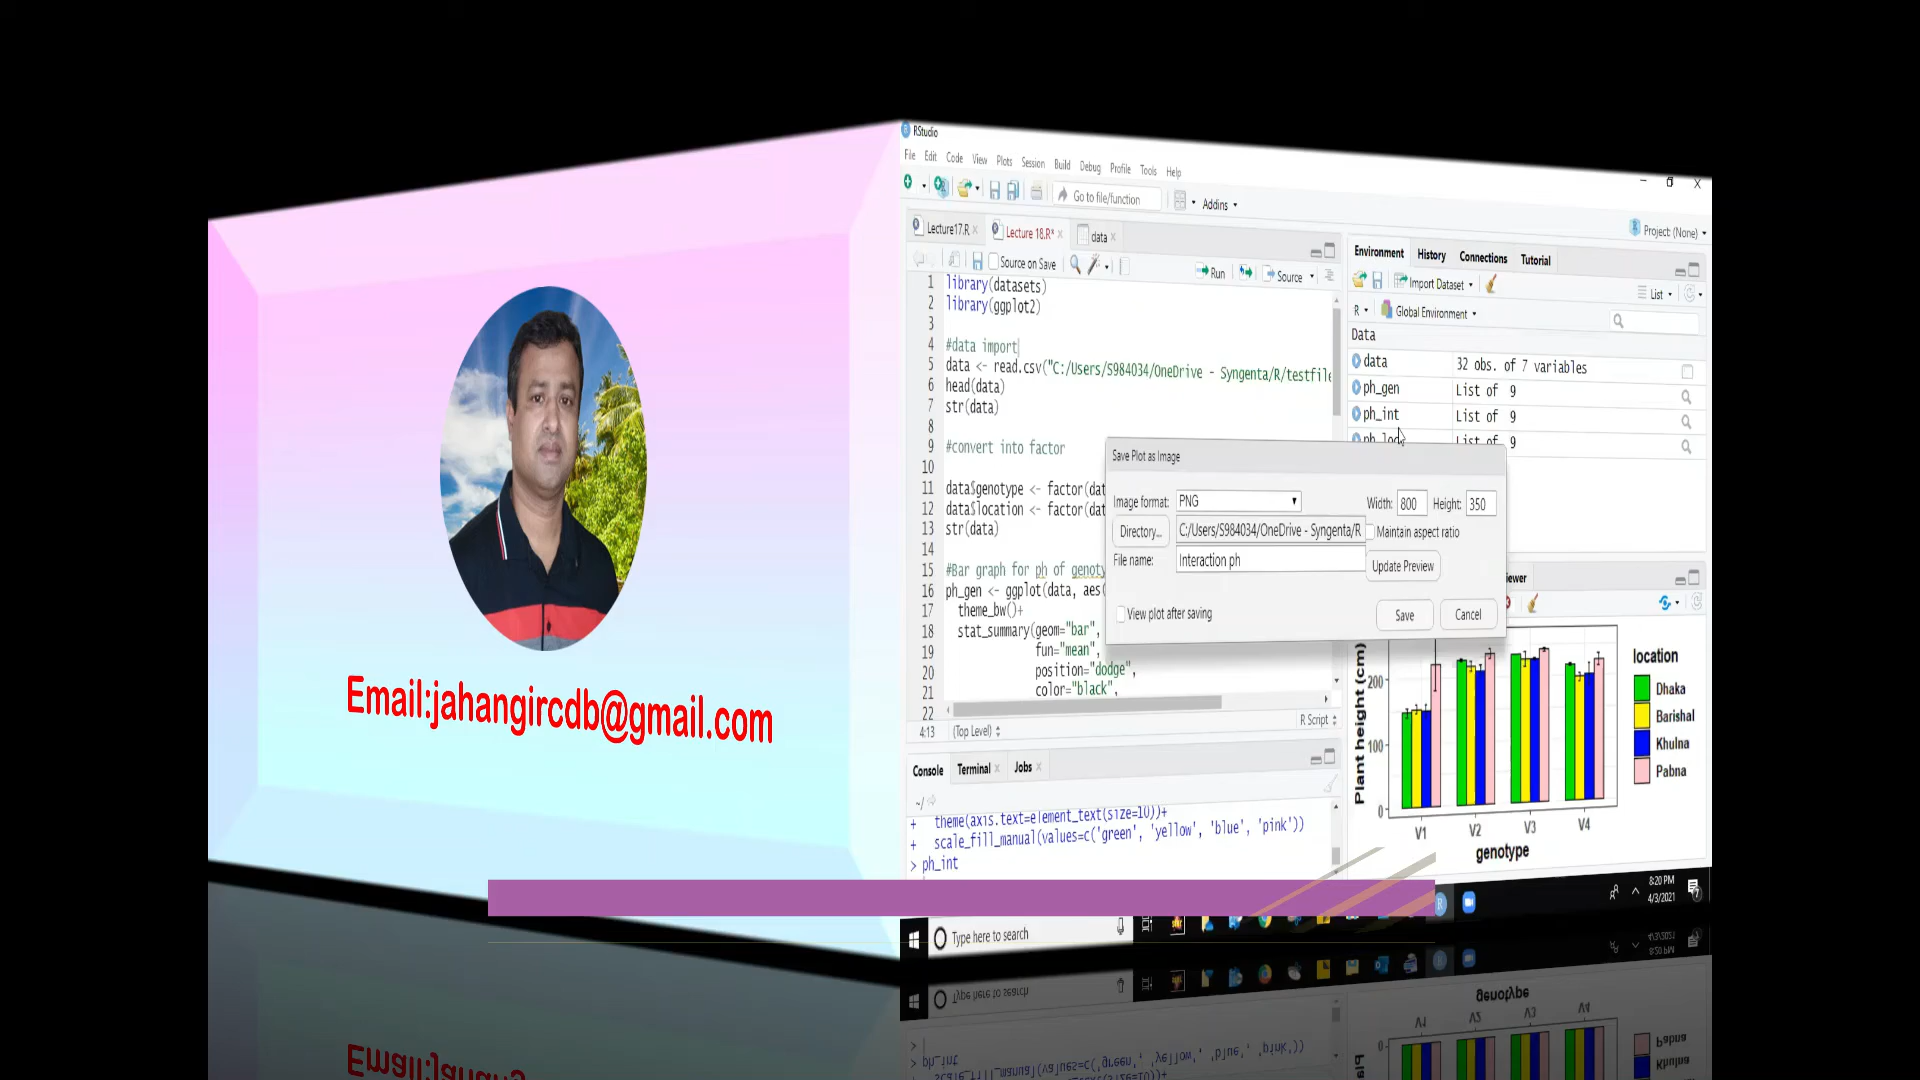 Email:jahangircdb@gmail.com
RStudio
File Edit Code View Plots Session Build Debug Profile Tools Help
Go to file/function Addins
Project: (None)
Lecture17.R Lecture 18.R* data
Source on Save Run Source
1 library(datasets)
2 library(ggplot2)
3
4 #data import
5 data <- read.csv("C:/Users/S984034/OneDrive - Syngenta/R/testfile
6 head(data)
7 str(data)
8
9 #convert into factor
10
11 data$genotype <- factor(dat
12 data$location <- factor(dat
13 str(data)
14
15 #Bar graph for ph of genoty
16 ph_gen <- ggplot(data, aes(
17 theme_bw()+
18 stat_summary(geom="bar",
19 fun="mean",
20 position="dodge",
21 color="black",
22
4:13 (Top Level) R Script
Console Terminal Jobs
~/
+ theme(axis.text=element_text(size=10))+
+ scale_fill_manual(values=c('green', 'yellow', 'blue', 'pink'))
> ph_int
Environment History Connections Tutorial
Import Dataset List
R Global Environment
Data
data 32 obs. of 7 variables
ph_gen List of 9
ph_int List of 9
List of 9
Save Plot as Image
Image format: PNG Width: 800 Height: 350
Directory... C:/Users/S984034/OneDrive - Syngenta/R Maintain aspect ratio
File name: Interaction ph Update Preview
View plot after saving Save Cancel
Plant height (cm)
200
100
0
V1 V2 V3 V4
genotype
location
Dhaka
Barishal
Khulna
Pabna
Type here to search
8:20 PM
4/3/2021